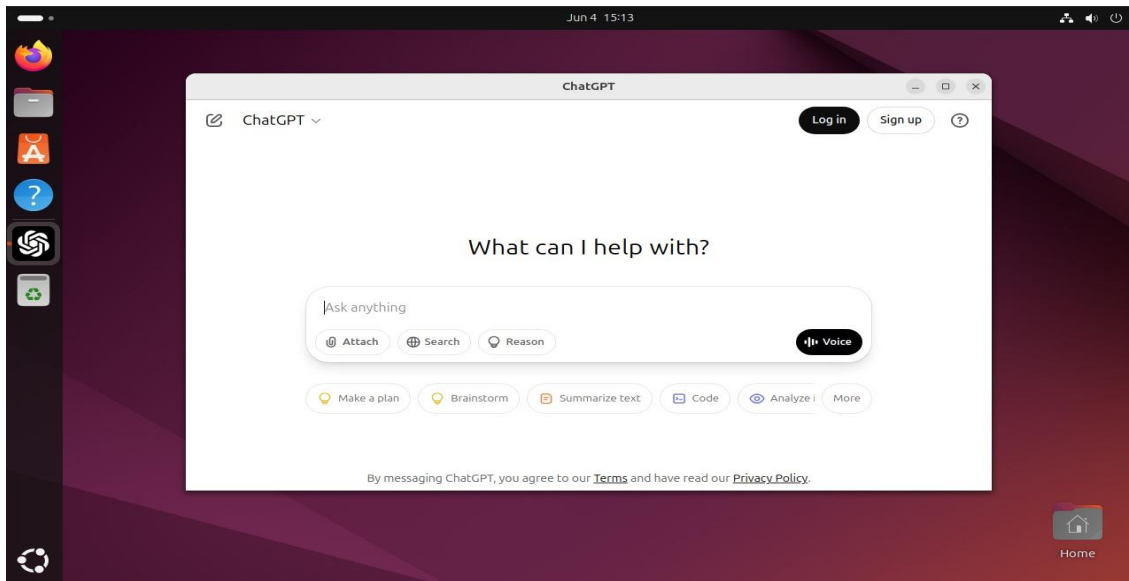 Jun 4 15:13
ChatGPT
ChatGPT
Log in
Sign up
What can I help with?
Ask anything
Attach
Search
Reason
Voice
Make a plan
Brainstorm
Summarize text
Code
Analyze i
More
By messaging ChatGPT, you agree to our Terms and have read our Privacy Policy.
Home